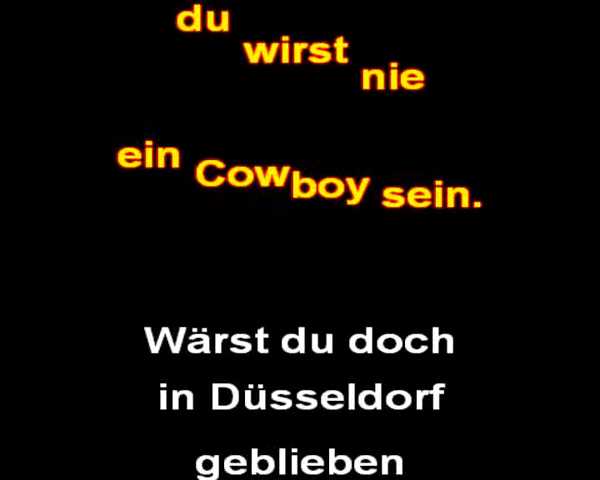 du wirst nie
ein Cowboy sein.
Wärst du doch
in Düsseldorf
geblieben